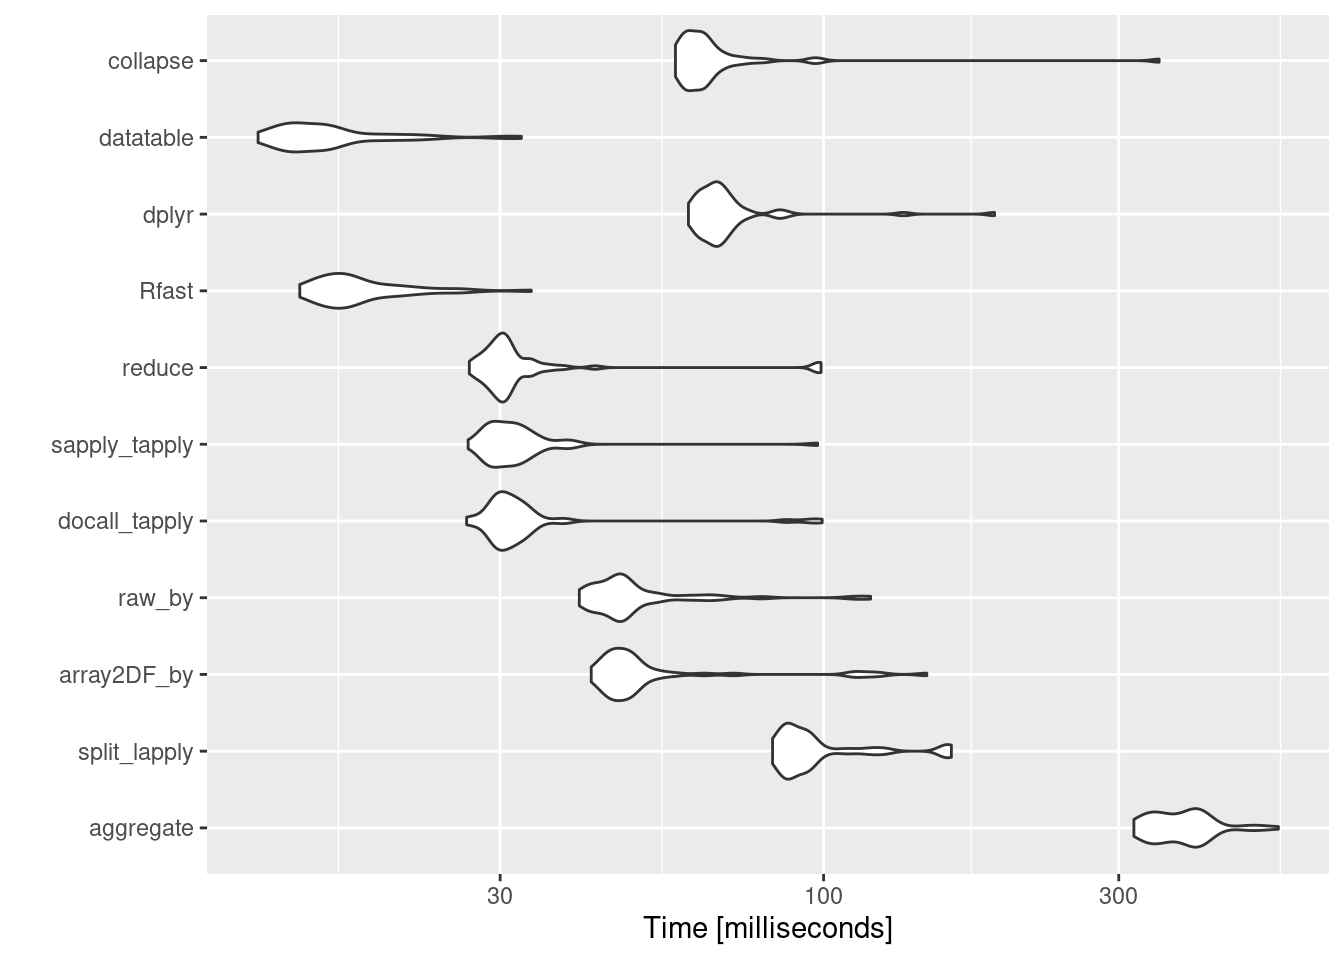 collapse
datatable
dplyr
Rfast
reduce
sapply_tapply
docall_tapply
raw_by
array2DF_by
split_lapply
aggregate
30 100 300
Time [milliseconds]